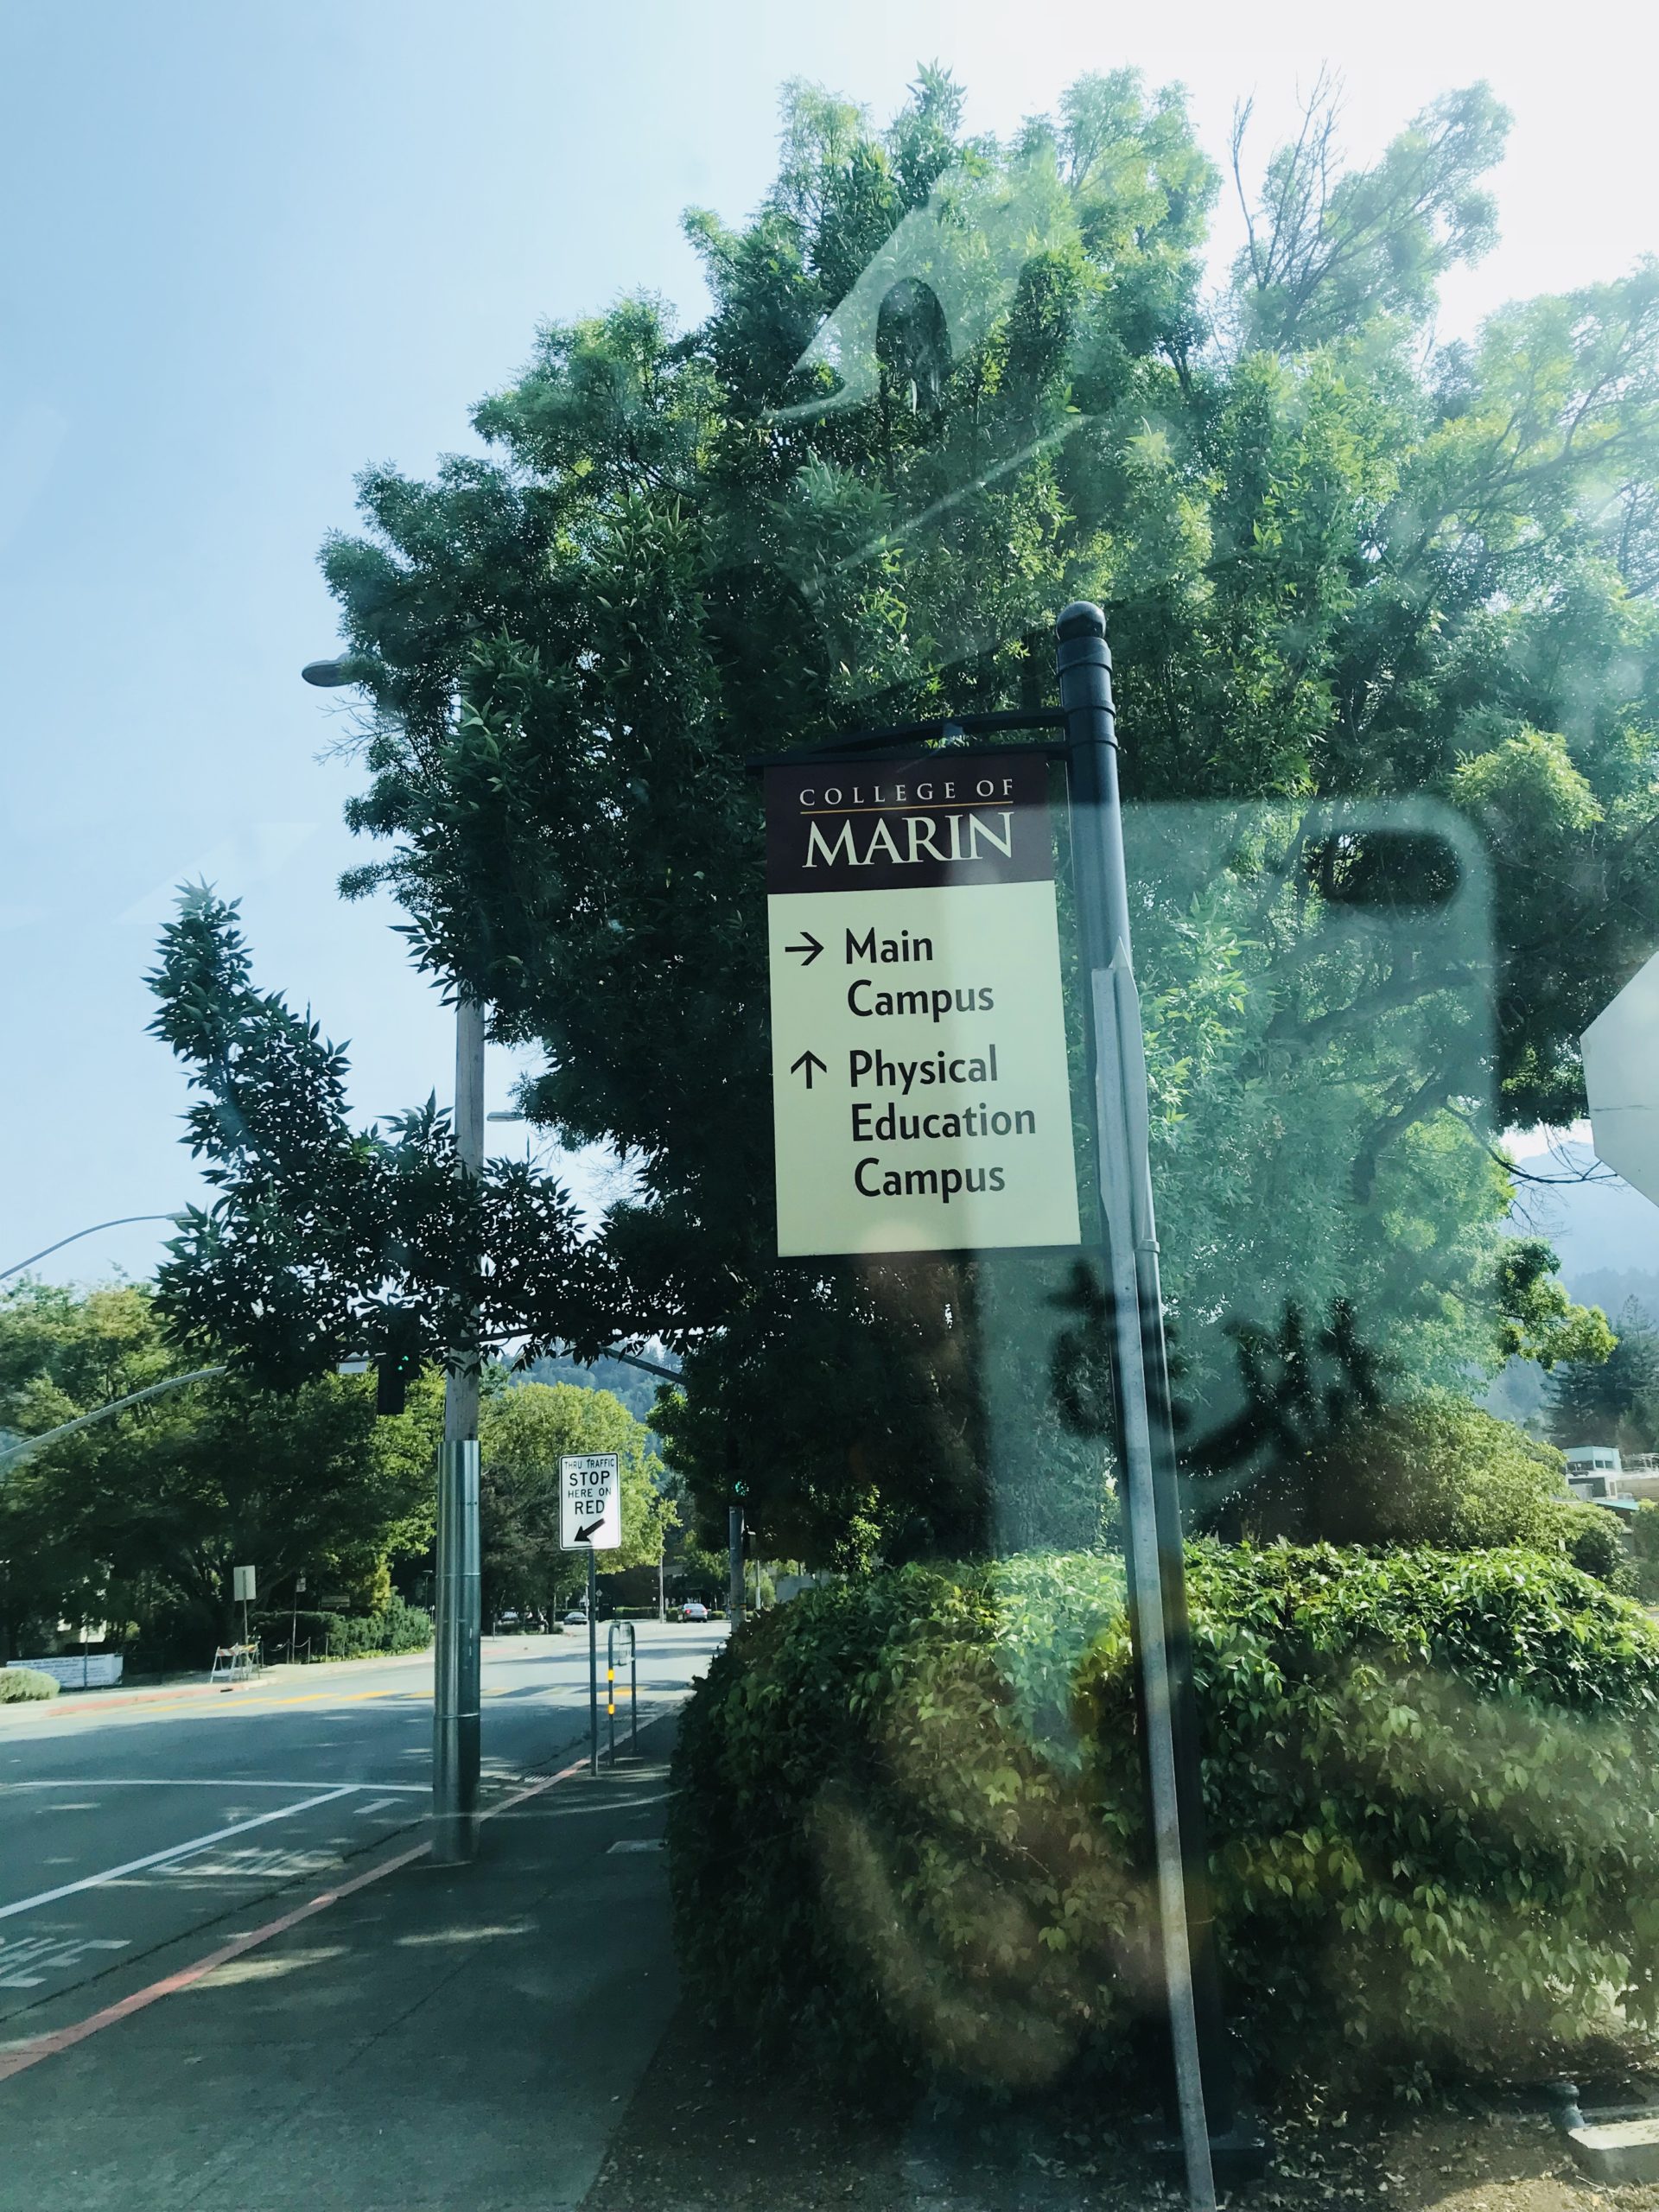 COLLEGE OF
MARIN
→ Main
Campus
↑ Physical
Education
Campus
THRU TRAFFIC
STOP
HERE ON
RED